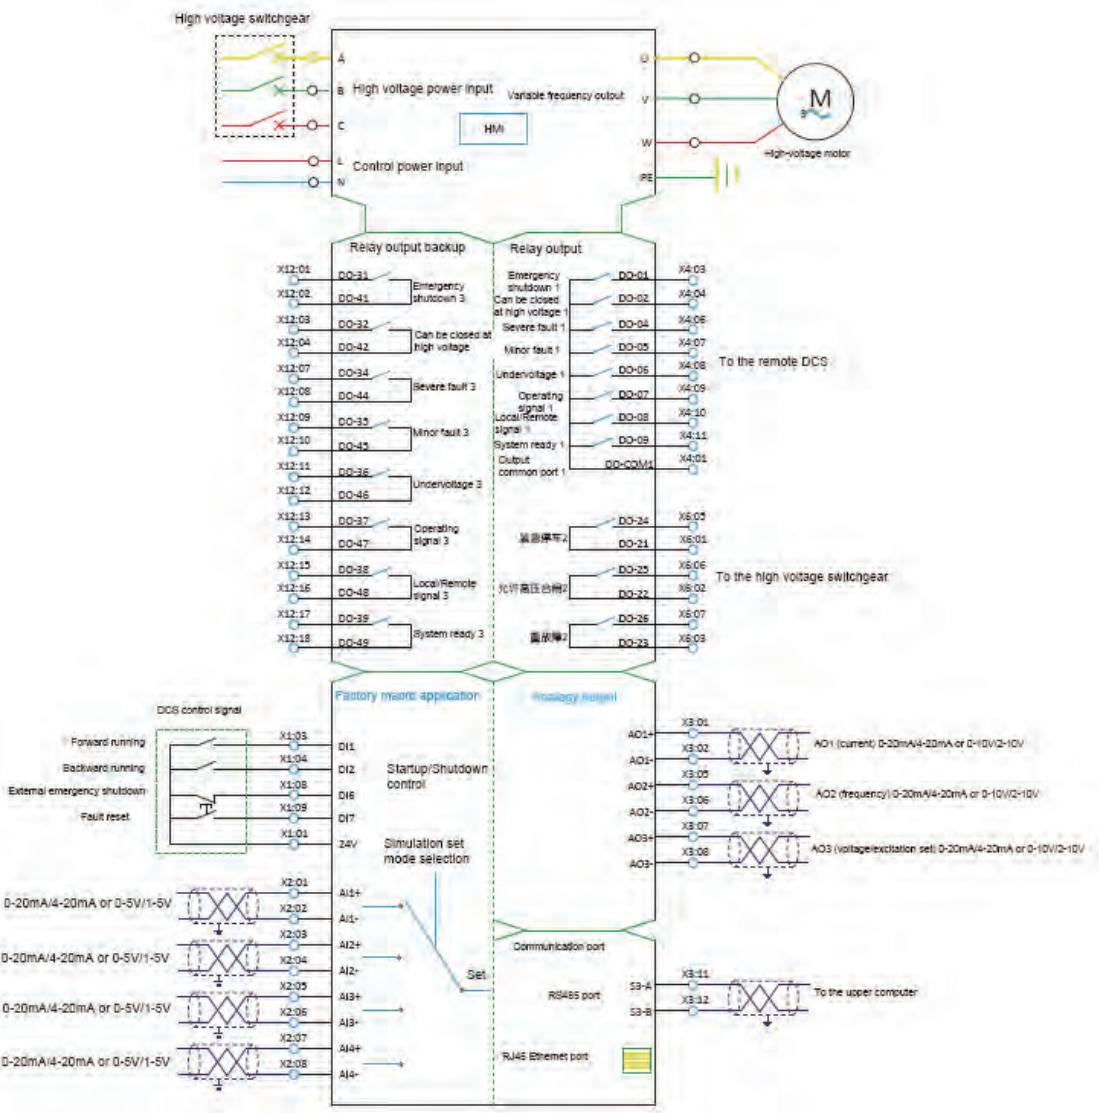 High voltage switchgear
A
B
C
High voltage power input
L
N
Control power input
HMI
Variable frequency output
U
V
W
PE
M
3
High-voltage motor
Relay output backup
X12:01
DO-31
X12:02
DO-41
Emergency
shutdown 3
X12:03
DO-32
X12:04
DO-42
Can be closed at
high voltage
X12:07
DO-34
X12:08
DO-44
Severe fault 3
X12:09
DO-35
X12:10
DO-45
Minor fault 3
X12:11
DO-36
X12:12
DO-46
Undervoltage 3
X12:13
DO-37
X12:14
DO-47
Operating
signal 3
X12:15
DO-38
X12:16
DO-48
Local/Remote
signal 3
X12:17
DO-39
X12:18
DO-49
System ready 3
Relay output
Emergency
shutdown 1
DO-01
X4:03
Can be closed
at high voltage 1
DO-02
X4:04
Severe fault 1
DO-04
X4:06
Minor fault 1
DO-05
X4:07
Undervoltage 1
DO-06
X4:08
Operating
signal 1
DO-07
X4:09
Local/Remote
signal 1
DO-08
X4:10
System ready 1
DO-09
X4:11
Output
common port 1
DO-COM1
X4:01
To the remote DCS
紧急停车2
DO-24
X6:05
DO-21
X6:01
允许高压合闸2
DO-25
X6:06
DO-22
X6:02
重故障2
DO-26
X6:07
DO-23
X6:03
To the high voltage switchgear
Factory macro application
DCS control signal
Forward running
X1:03
DI1
Backward running
X1:04
DI2
External emergency shutdown
X1:08
DI6
Fault reset
X1:09
DI7
X1:01
24V
Startup/Shutdown
control
Simulation set
mode selection
Set
0-20mA/4-20mA or 0-5V/1-5V
X2:01
AI1+
X2:02
AI1-
0-20mA/4-20mA or 0-5V/1-5V
X2:03
AI2+
X2:04
AI2-
0-20mA/4-20mA or 0-5V/1-5V
X2:05
AI3+
X2:06
AI3-
0-20mA/4-20mA or 0-5V/1-5V
X2:07
AI4+
X2:08
AI4-
Analogy output
AO1+
X3:01
AO1-
X3:02
AO1 (current) 0-20mA/4-20mA or 0-10V/2-10V
AO2+
X3:05
AO2-
X3:06
AO2 (frequency) 0-20mA/4-20mA or 0-10V/2-10V
AO3+
X3:07
AO3-
X3:08
AO3 (voltage/excitation set) 0-20mA/4-20mA or 0-10V/2-10V
Communication port
RS485 port
S3-A
X3:11
S3-B
X3:12
To the upper computer
RJ45 Ethernet port